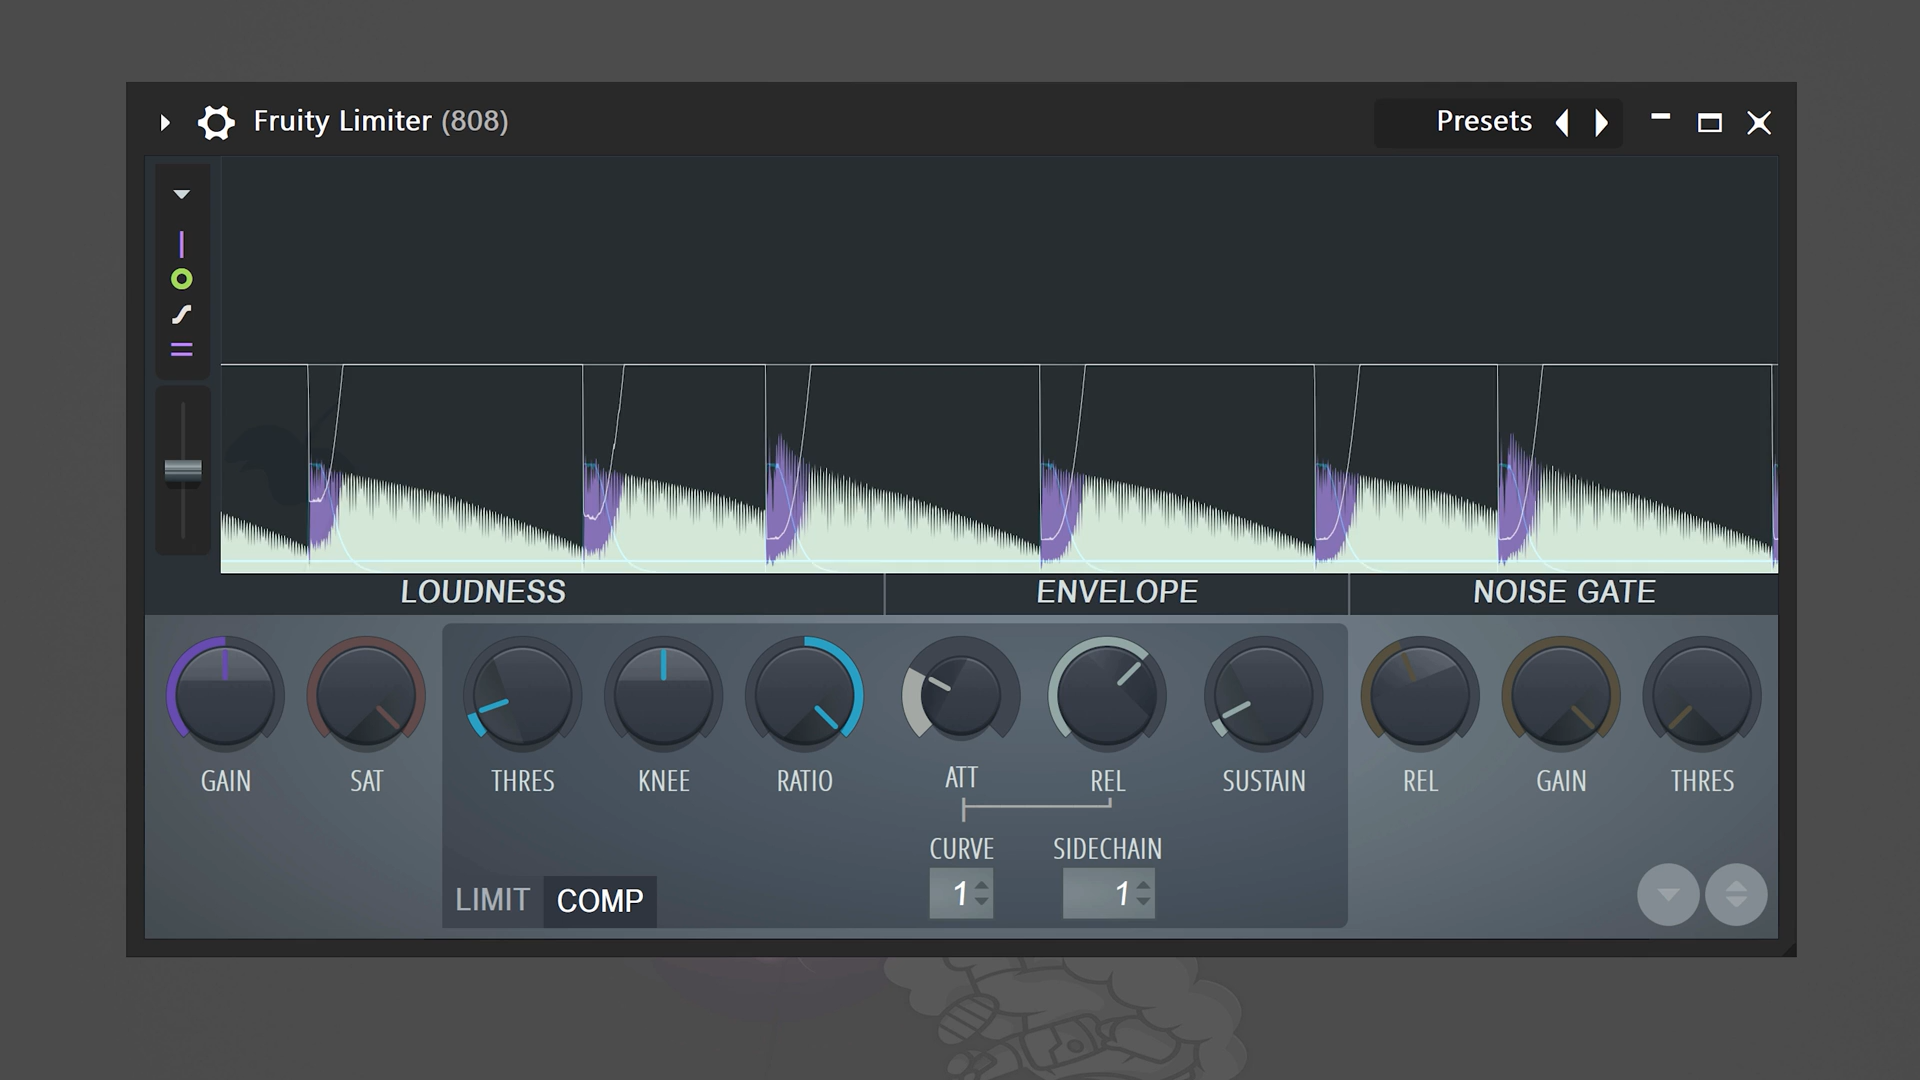 Fruity Limiter (808)
Presets
LOUDNESS
ENVELOPE
NOISE GATE
GAIN
SAT
THRES
KNEE
RATIO
ATT
REL
SUSTAIN
REL
GAIN
THRES
CURVE
SIDECHAIN
LIMIT
COMP
1
1